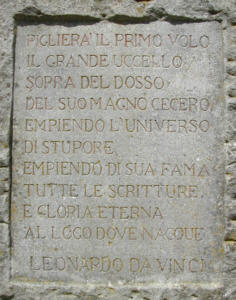 PIGLIERA' IL PRIMO VOLO
IL GRANDE UCCELLO
SOPRA DEL DOSSO
DEL SUO MAGNO CECERO
EMPIENDO L'UNIVERSO
DI STUPORE,
EMPIENDO DI SUA FAMA
TUTTE LE SCRITTURE
E GLORIA ETERNA
AL LOCO DOVE NACQUE
LEONARDO DA VINCI